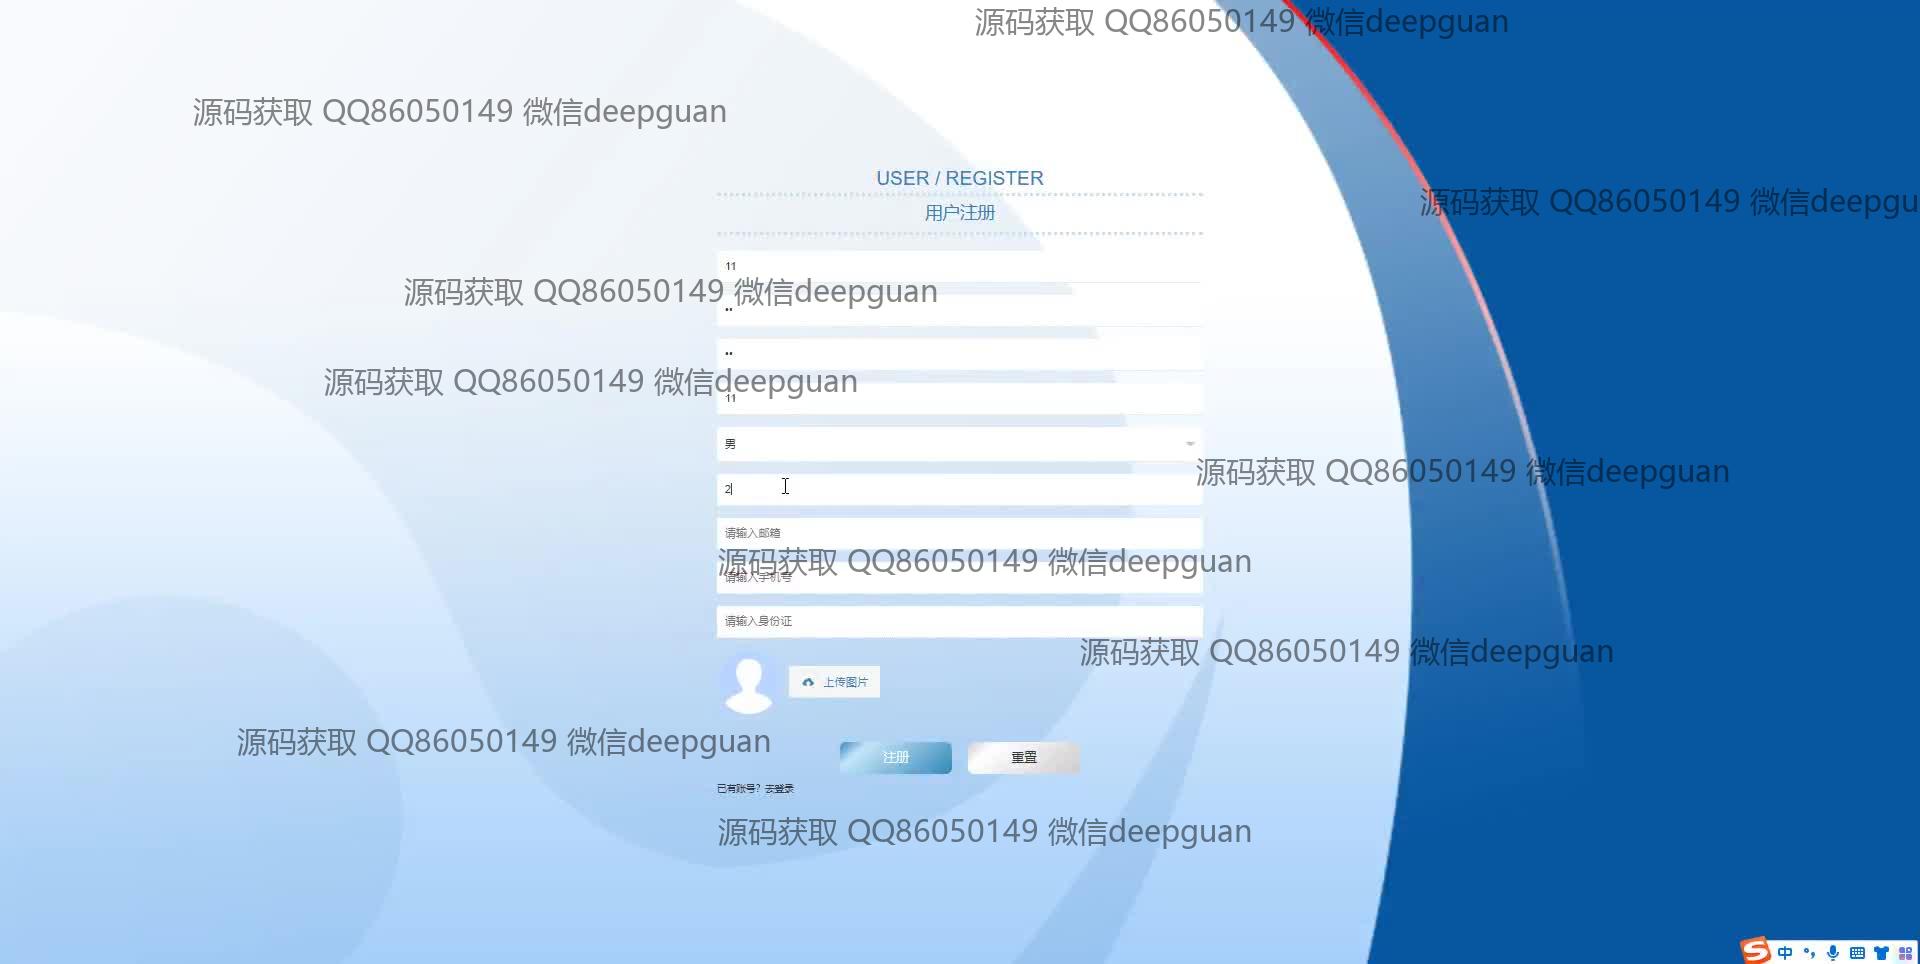 源码获取 QQ86050149 微信deepguan
源码获取 QQ86050149 微信deepguan
USER / REGISTER
源码获取 QQ86050149 微信deepgu
用户注册
11
源码获取 QQ86050149 微信deepguan
••
••
源码获取 QQ86050149 微信deepguan
11
男
源码获取 QQ86050149 微信deepguan
2
请输入邮箱
源码获取 QQ86050149 微信deepguan
请输入手机号
请输入身份证
源码获取 QQ86050149 微信deepguan
上传图片
源码获取 QQ86050149 微信deepguan
注册
重置
已有账号？去登录
源码获取 QQ86050149 微信deepguan
中